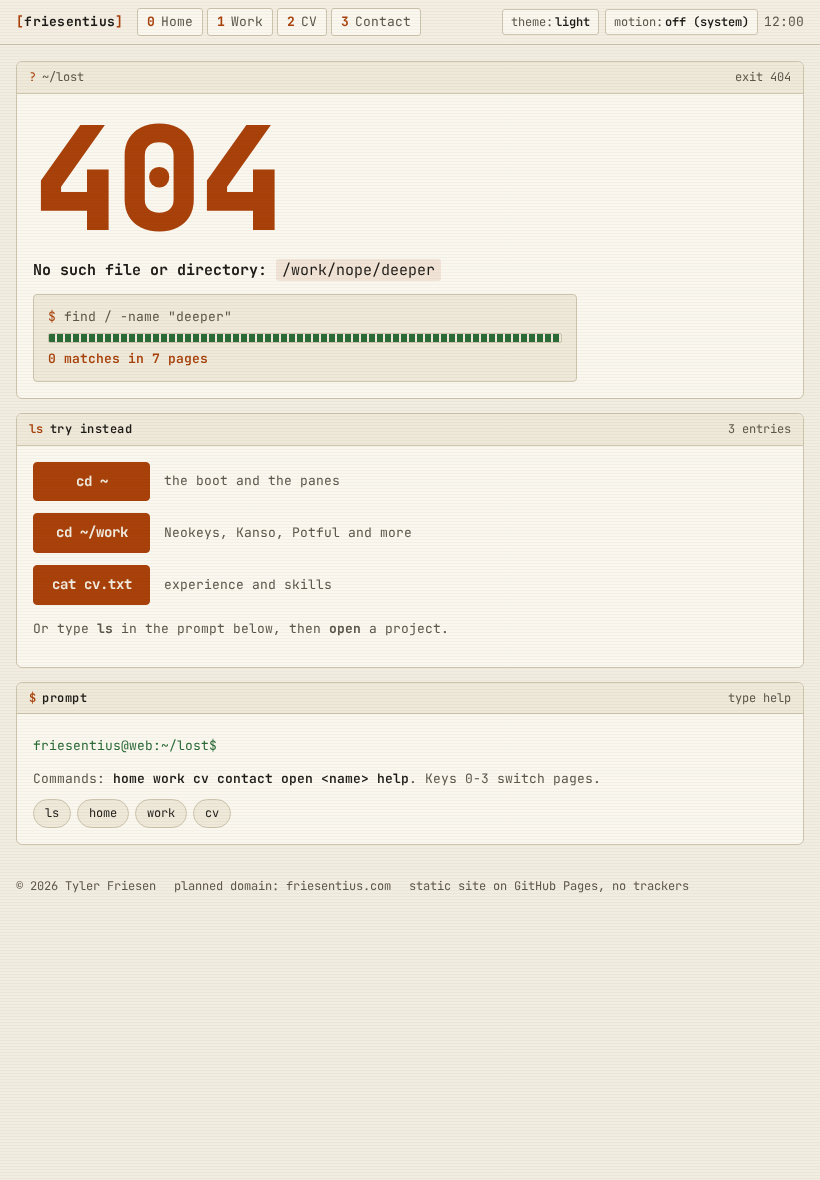 [friesentius] 0 Home 1 Work 2 CV 3 Contact theme:light motion:off (system) 12:00
? ~/lost exit 404
404
No such file or directory: /work/nope/deeper
$ find / -name "deeper"
0 matches in 7 pages
ls try instead 3 entries
cd ~ the boot and the panes
cd ~/work Neokeys, Kanso, Potful and more
cat cv.txt experience and skills
Or type ls in the prompt below, then open a project.
$ prompt type help
friesentius@web:~/lost$
Commands: home work cv contact open <name> help. Keys 0-3 switch pages.
ls home work cv
© 2026 Tyler Friesen planned domain: friesentius.com static site on GitHub Pages, no trackers